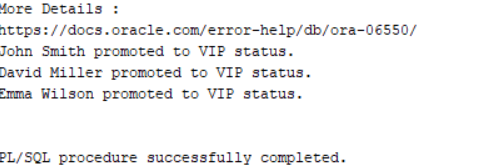 More Details :
https://docs.oracle.com/error-help/db/ora-06550/
John Smith promoted to VIP status.
David Miller promoted to VIP status.
Emma Wilson promoted to VIP status.
PL/SQL procedure successfully completed.